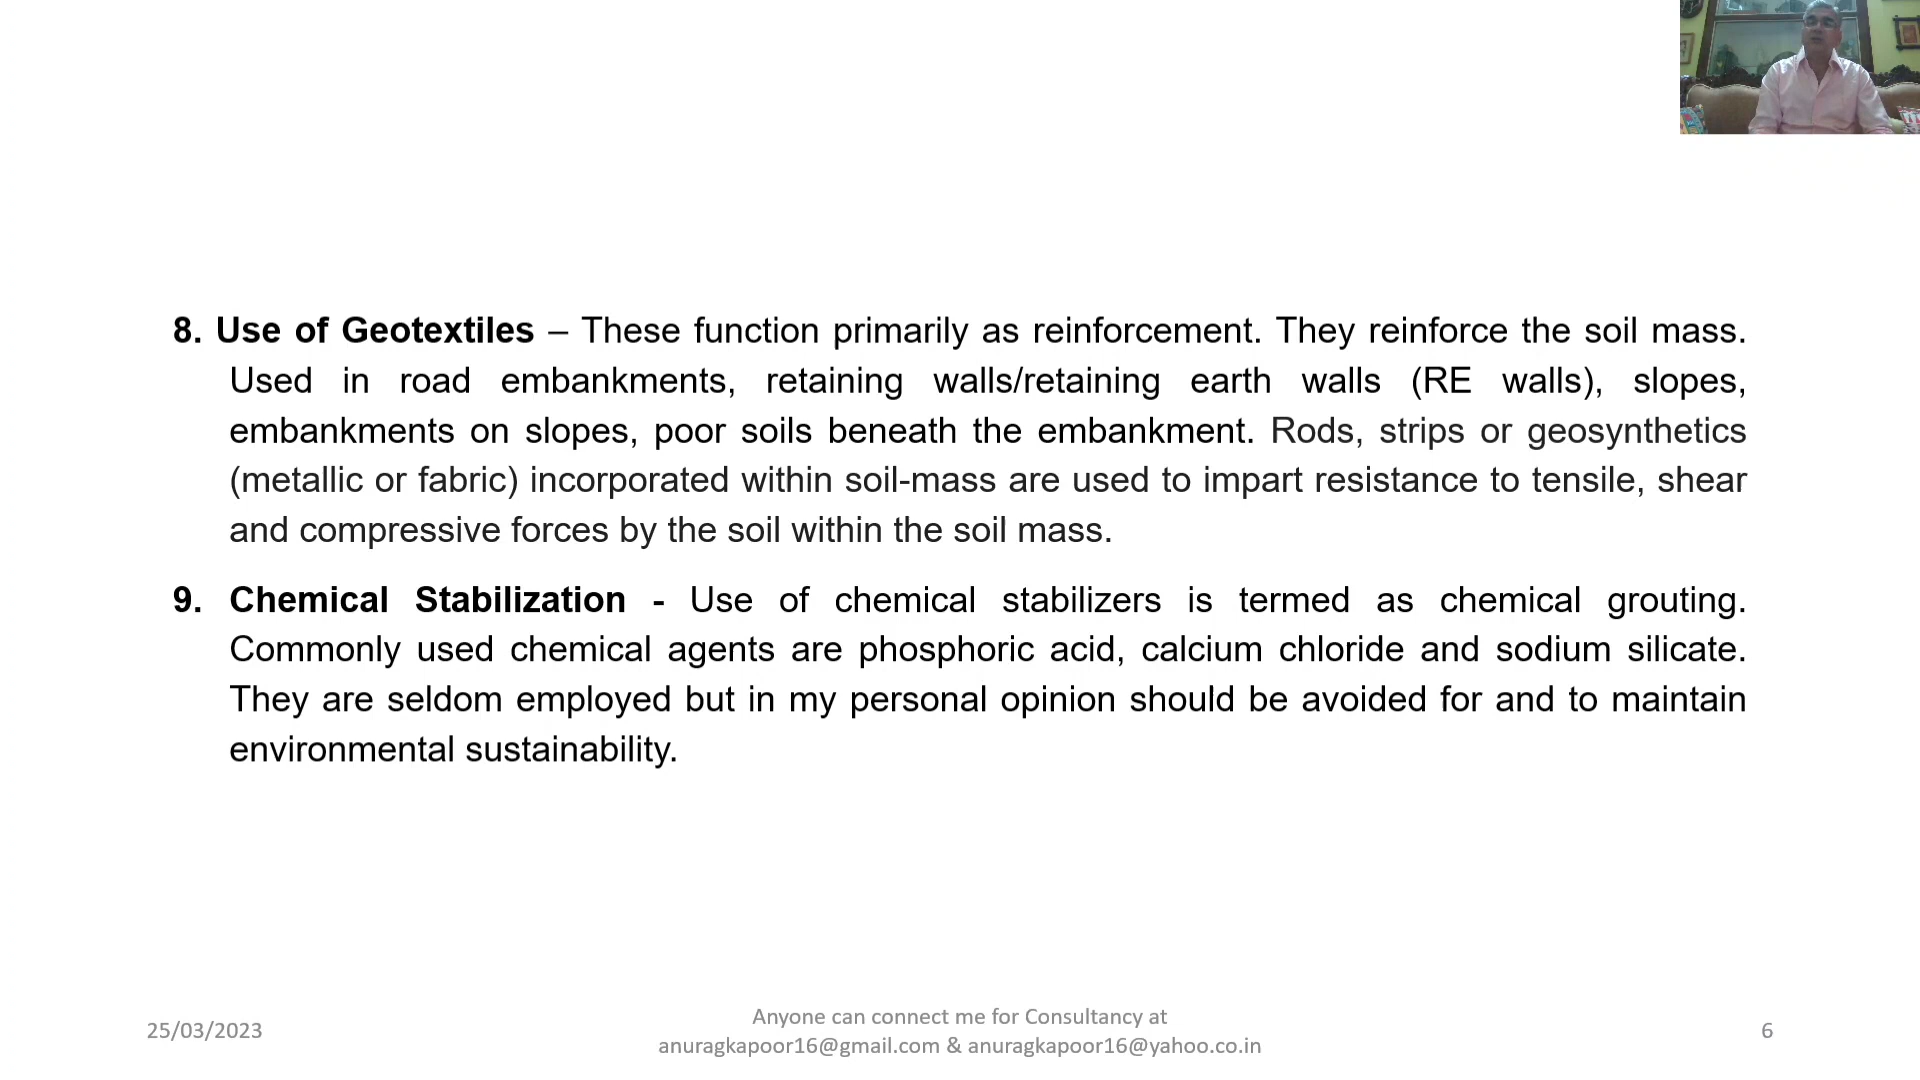 8. Use of Geotextiles – These function primarily as reinforcement. They reinforce the soil mass.
Used in road embankments, retaining walls/retaining earth walls (RE walls), slopes,
embankments on slopes, poor soils beneath the embankment. Rods, strips or geosynthetics
(metallic or fabric) incorporated within soil-mass are used to impart resistance to tensile, shear
and compressive forces by the soil within the soil mass.
9. Chemical Stabilization - Use of chemical stabilizers is termed as chemical grouting.
Commonly used chemical agents are phosphoric acid, calcium chloride and sodium silicate.
They are seldom employed but in my personal opinion should be avoided for and to maintain
environmental sustainability.
25/03/2023
Anyone can connect me for Consultancy at
anuragkapoor16@gmail.com & anuragkapoor16@yahoo.co.in
6